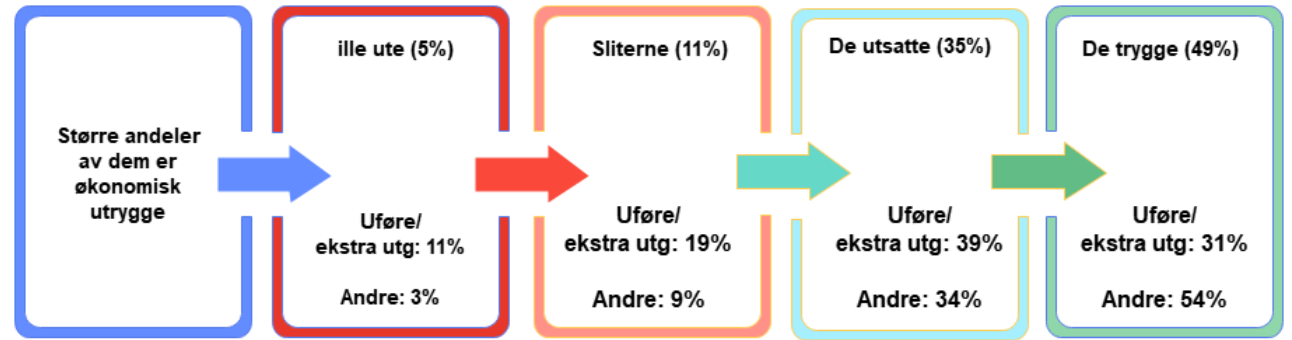 Større andeler
av dem er
økonomisk
utrygge
ille ute (5%)
Uføre/
ekstra utg: 11%
Andre: 3%
Sliterne (11%)
Uføre/
ekstra utg: 19%
Andre: 9%
De utsatte (35%)
Uføre/
ekstra utg: 39%
Andre: 34%
De trygge (49%)
Uføre/
ekstra utg: 31%
Andre: 54%